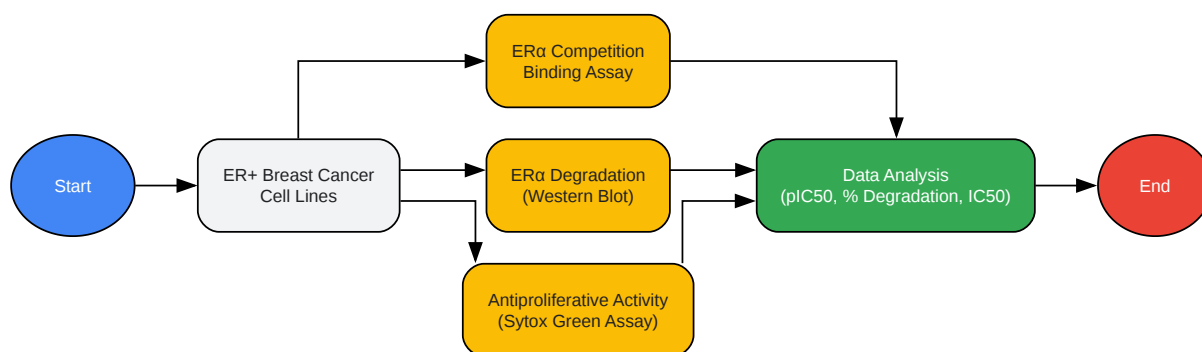 Start
ER+ Breast Cancer
Cell Lines
ERα Competition
Binding Assay
ERα Degradation
(Western Blot)
Antiproliferative Activity
(Sytox Green Assay)
Data Analysis
(pIC50, % Degradation, IC50)
End